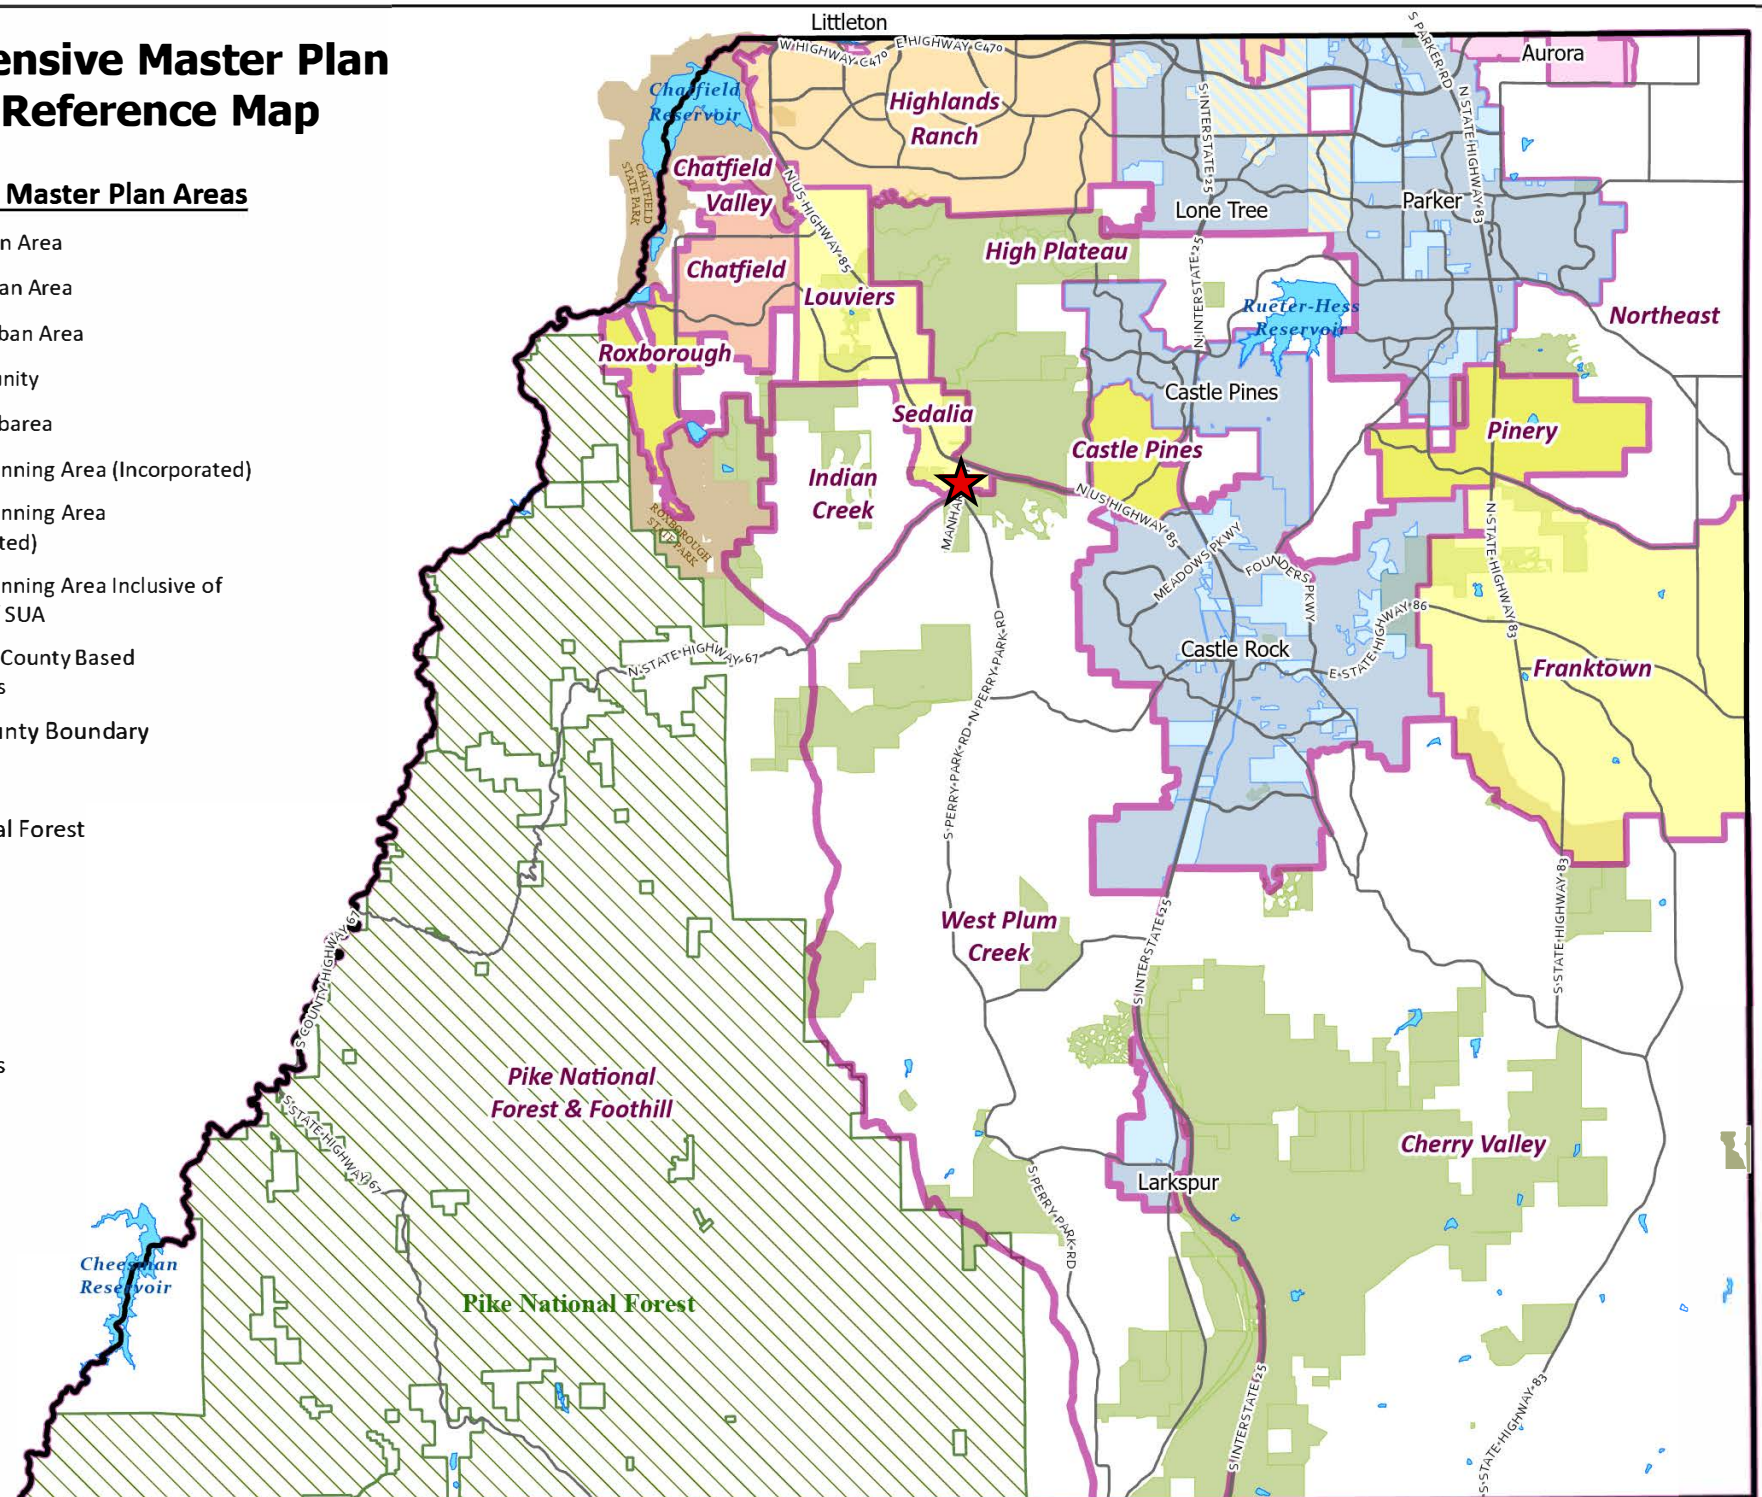 ensive Master Plan
Reference Map
Master Plan Areas
n Area
an Area
ban Area
nity
barea
nning Area (Incorporated)
nning Area
ted)
nning Area Inclusive of
SUA
County Based
s
nty Boundary
al Forest
s
Littleton
W HIGHWAY C470
E HIGHWAY C470
S PARKER RD
Aurora
Chatfield
Reservoir
Highlands
Ranch
S INTERSTATE 25
N STATE HIGHWAY 83
CHATFIELD
STATE PARK
Chatfield
Valley
N US HIGHWAY 85
Lone Tree
Parker
High Plateau
Chatfield
Louviers
N INTERSTATE 25
Rueter-Hess
Reservoir
Northeast
Roxborough
Castle Pines
Sedalia
Castle Pines
Pinery
Indian
Creek
ROXBOROUGH
STATE PARK
N US HIGHWAY 85
MEADOWS PKWY
FOUNDERS PKWY
N STATE HIGHWAY 83
E STATE HIGHWAY 86
N STATE HIGHWAY 67
N PERRY PARK RD
Castle Rock
Franktown
S PERRY PARK RD
S STATE HIGHWAY 83
West Plum
Creek
S INTERSTATE 25
S COUNTY HIGHWAY 67
Pike National
Forest & Foothill
S STATE HIGHWAY 67
Cherry Valley
Larkspur
S PERRY PARK RD
Cheesman
Reservoir
Pike National Forest
S INTERSTATE 25
S STATE HIGHWAY 83